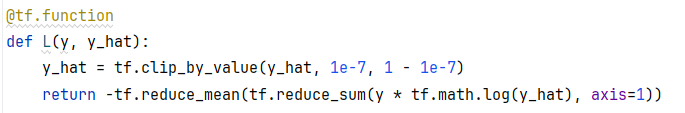 @tf.function
def L(y, y_hat):
    y_hat = tf.clip_by_value(y_hat, 1e-7, 1 - 1e-7)
    return -tf.reduce_mean(tf.reduce_sum(y * tf.math.log(y_hat), axis=1))